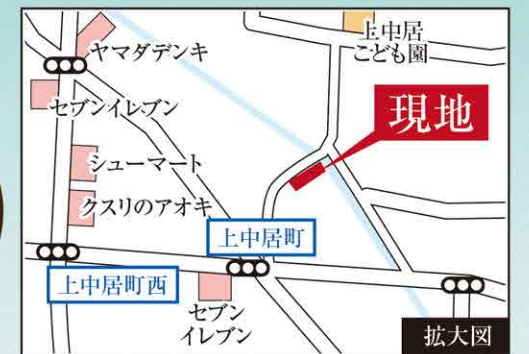 上中居
こども園
ヤマダデンキ
セブンイレブン
現地
シューマート
クスリのアオキ
上中居町
上中居町西
セブン
イレブン
拡大図